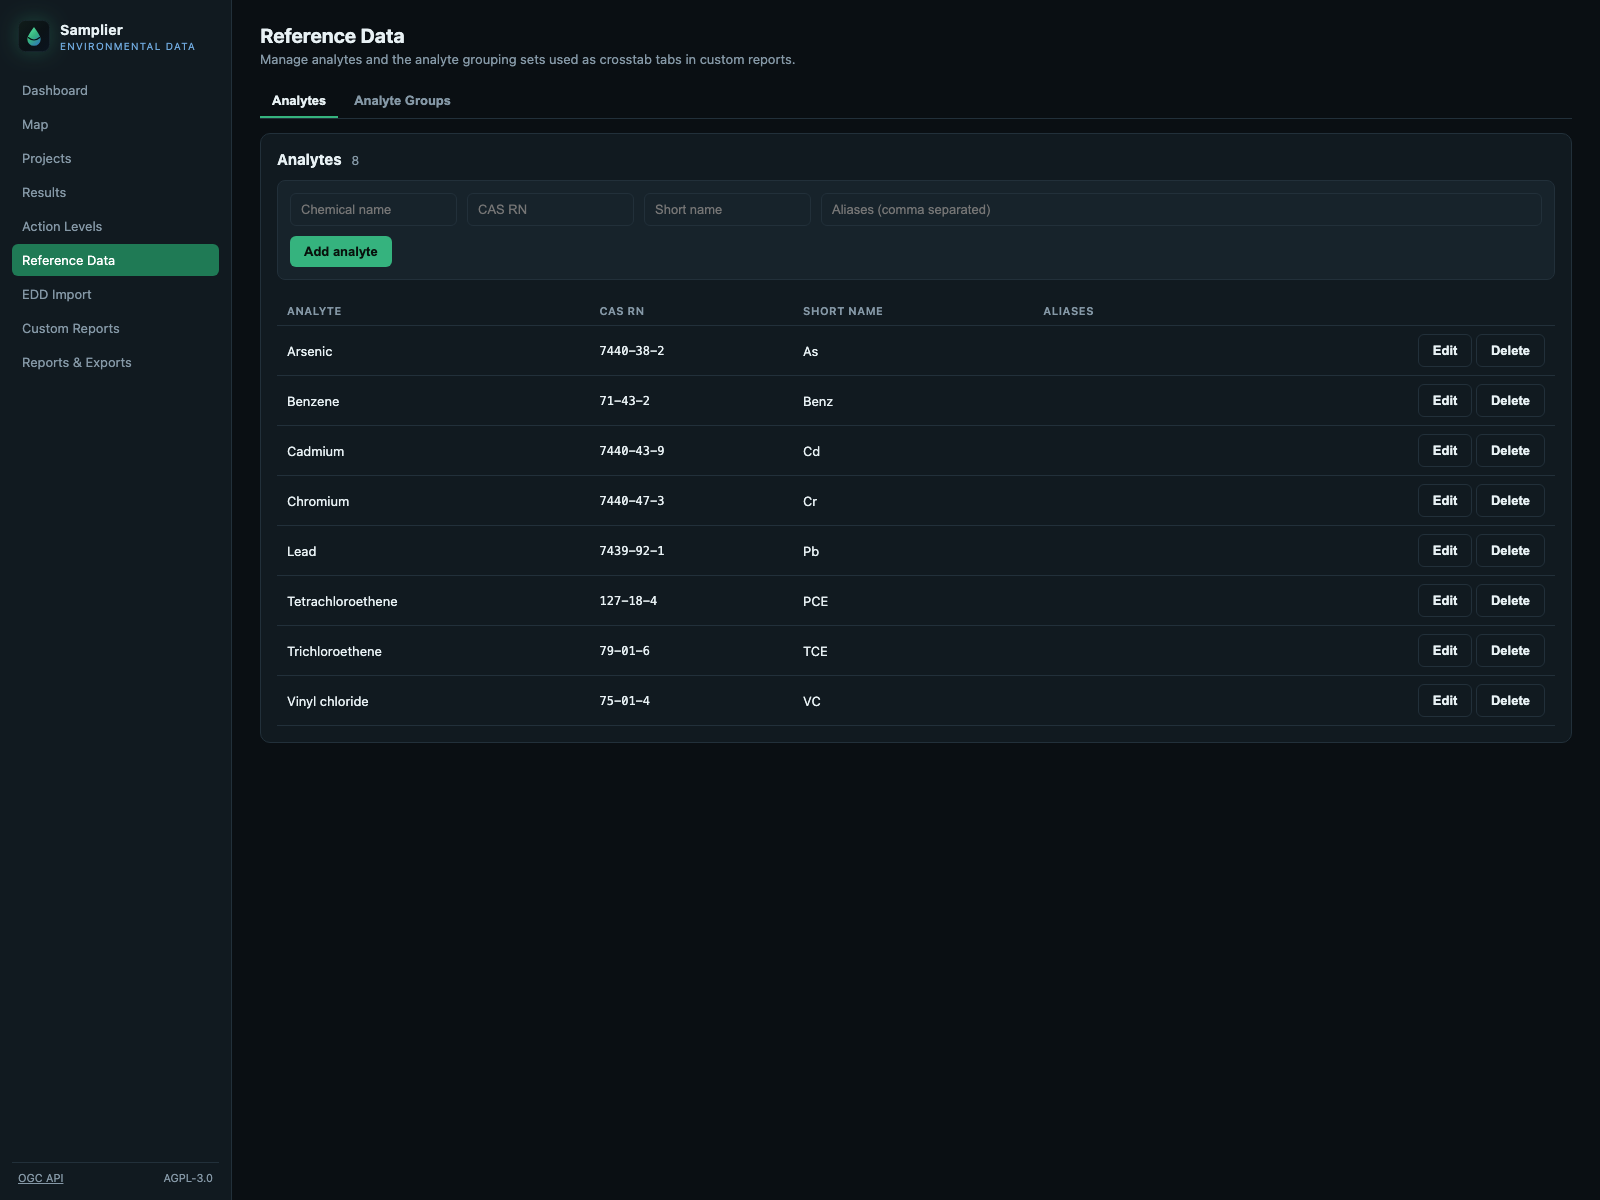 Samplier
ENVIRONMENTAL DATA
Dashboard
Map
Projects
Results
Action Levels
Reference Data
EDD Import
Custom Reports
Reports & Exports
OGC API
AGPL-3.0
Reference Data
Manage analytes and the analyte grouping sets used as crosstab tabs in custom reports.
Analytes Analyte Groups
Analytes 8
Chemical name CAS RN Short name Aliases (comma separated)
Add analyte
ANALYTE CAS RN SHORT NAME ALIASES
Arsenic 7440-38-2 As Edit Delete
Benzene 71-43-2 Benz Edit Delete
Cadmium 7440-43-9 Cd Edit Delete
Chromium 7440-47-3 Cr Edit Delete
Lead 7439-92-1 Pb Edit Delete
Tetrachloroethene 127-18-4 PCE Edit Delete
Trichloroethene 79-01-6 TCE Edit Delete
Vinyl chloride 75-01-4 VC Edit Delete